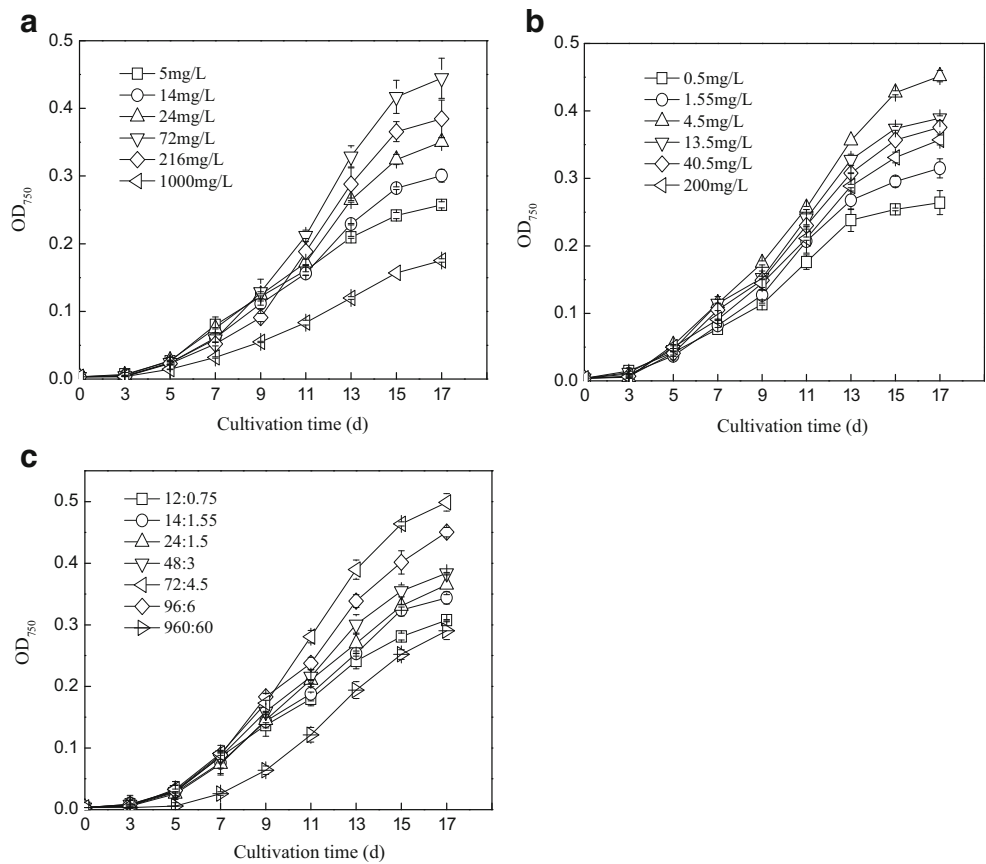 a
0.5
0.4
0.3
0.2
0.1
0.0
OD750
5mg/L
14mg/L
24mg/L
72mg/L
216mg/L
1000mg/L
0 3 5 7 9 11 13 15 17
Cultivation time (d)
b
0.5
0.4
0.3
0.2
0.1
0.0
OD750
0.5mg/L
1.55mg/L
4.5mg/L
13.5mg/L
40.5mg/L
200mg/L
0 3 5 7 9 11 13 15 17
Cultivation time (d)
c
0.5
0.4
0.3
0.2
0.1
0.0
OD750
12:0.75
14:1.55
24:1.5
48:3
72:4.5
96:6
960:60
0 3 5 7 9 11 13 15 17
Cultivation time (d)